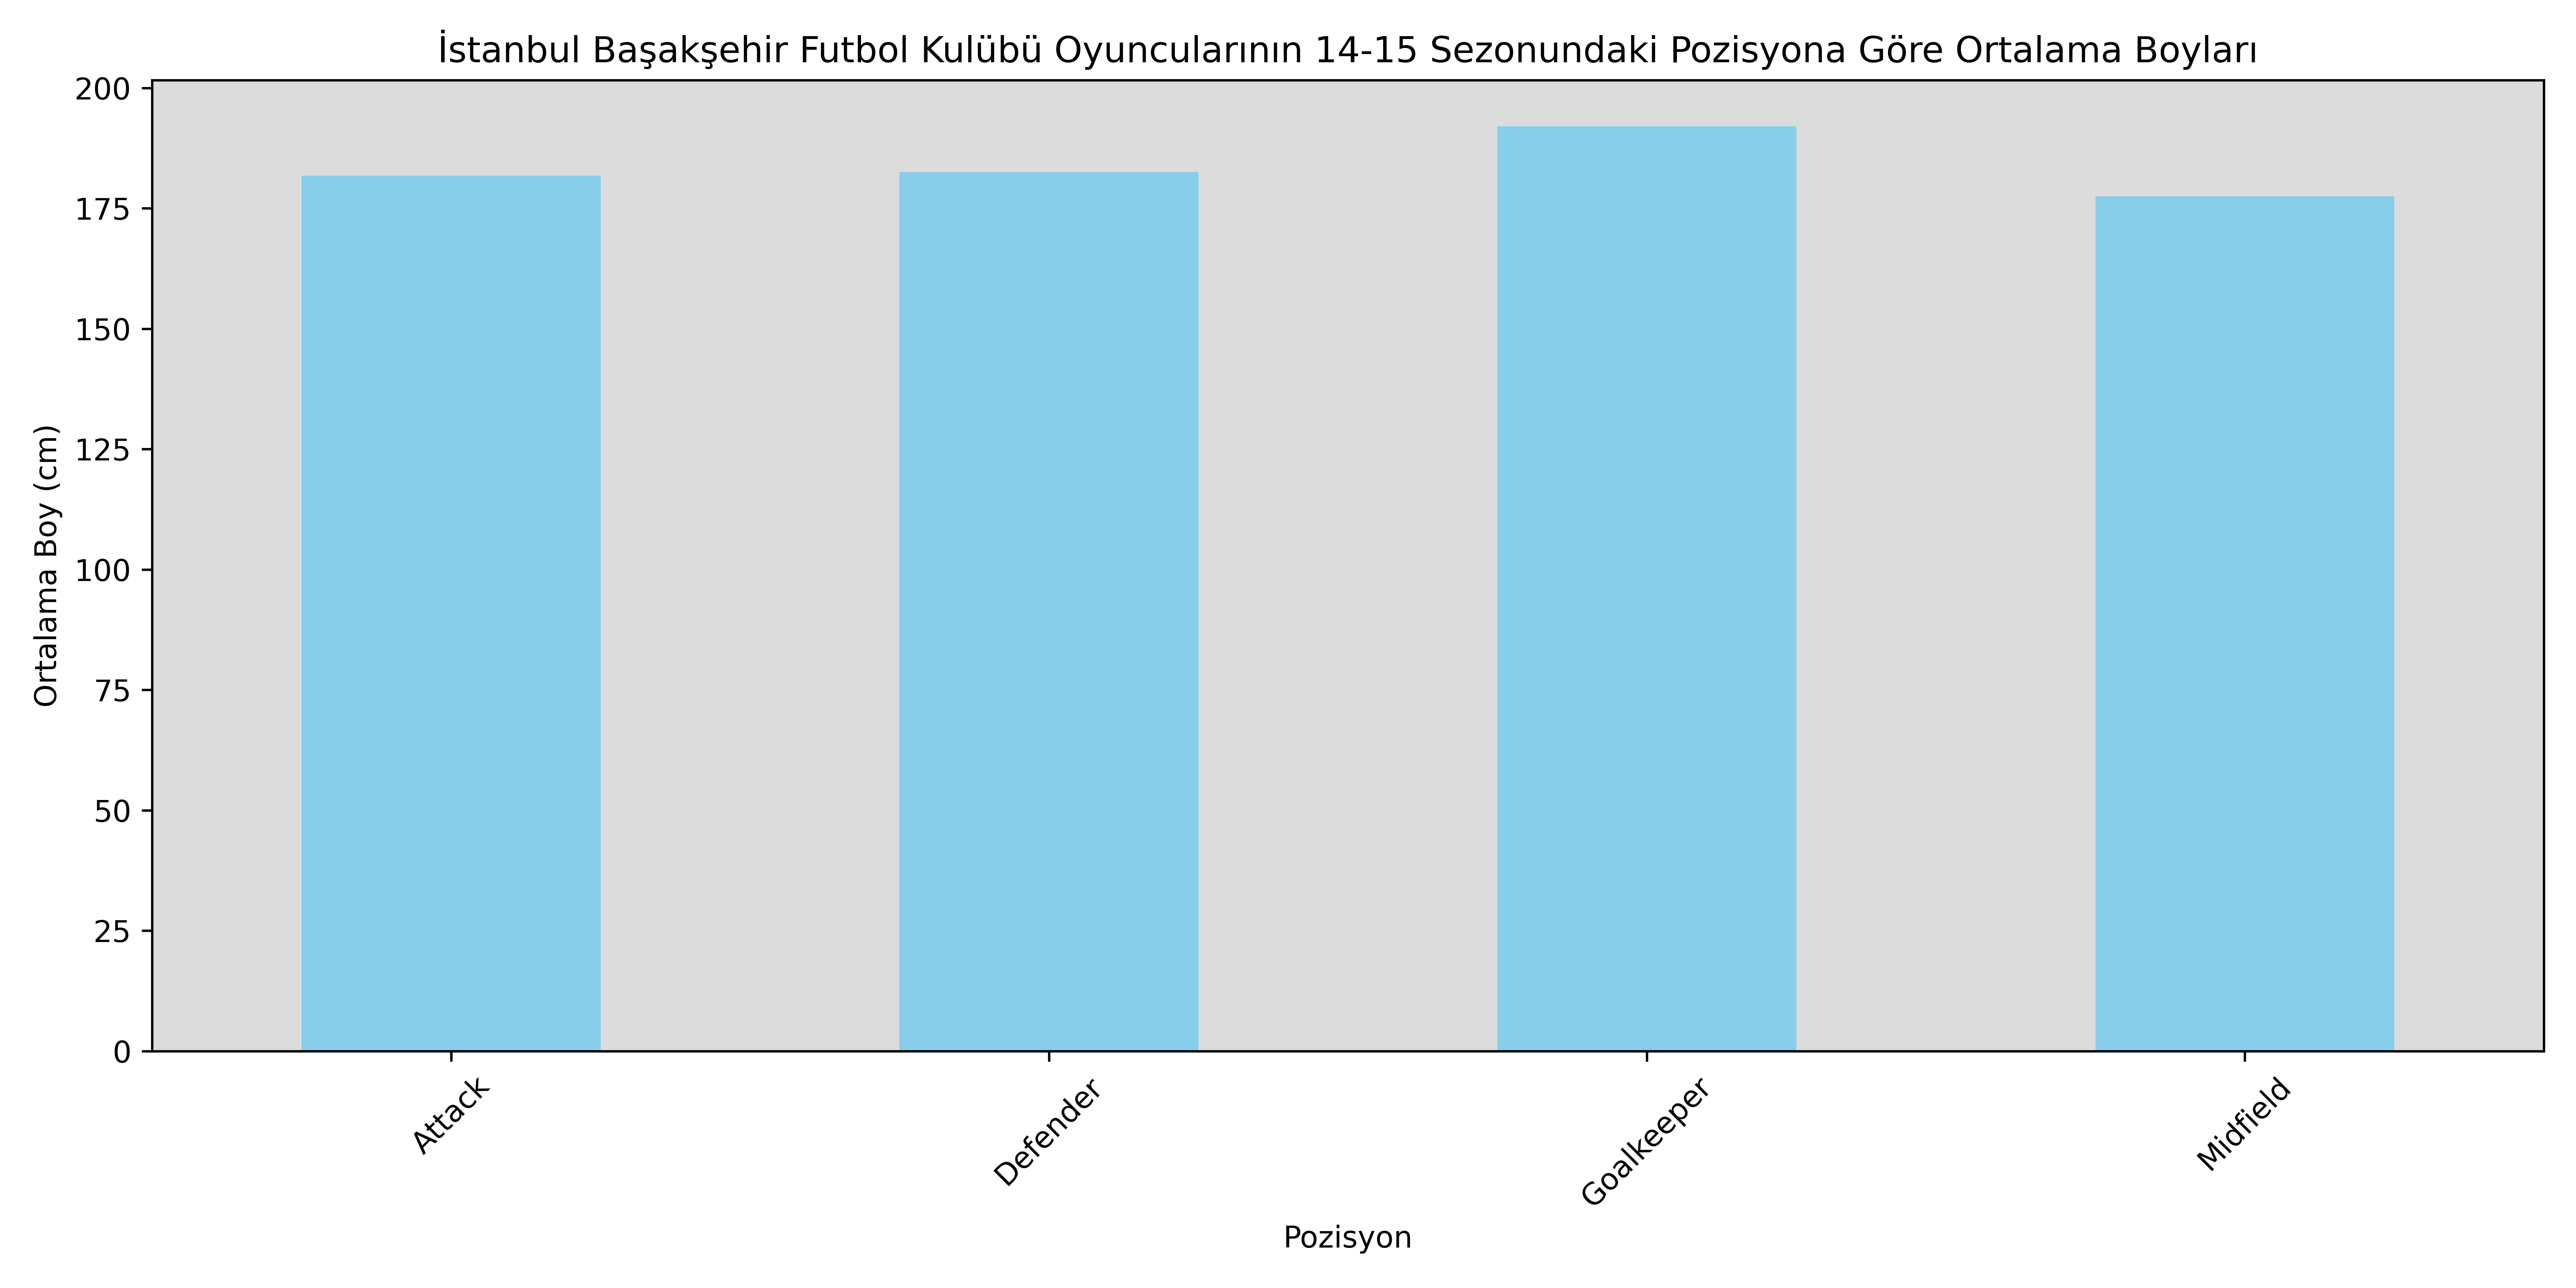 İstanbul Başakşehir Futbol Kulübü Oyuncularının 14-15 Sezonundaki Pozisyona Göre Ortalama Boyları
Ortalama Boy (cm)
200
175
150
125
100
75
50
25
0
Attack
Defender
Goalkeeper
Midfield
Pozisyon